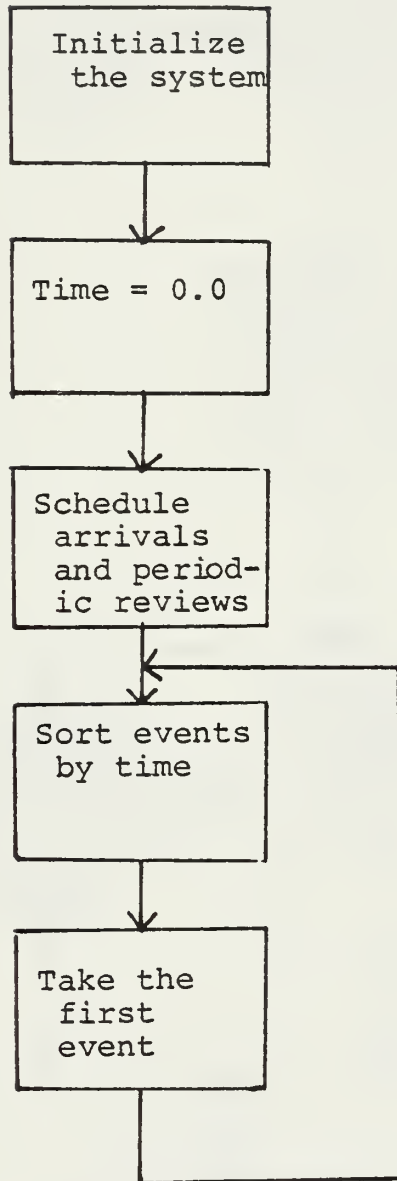 Initialize
the system
Time = 0.0
Schedule
arrivals
and period-
ic reviews
Sort events
by time
Take the
first
event